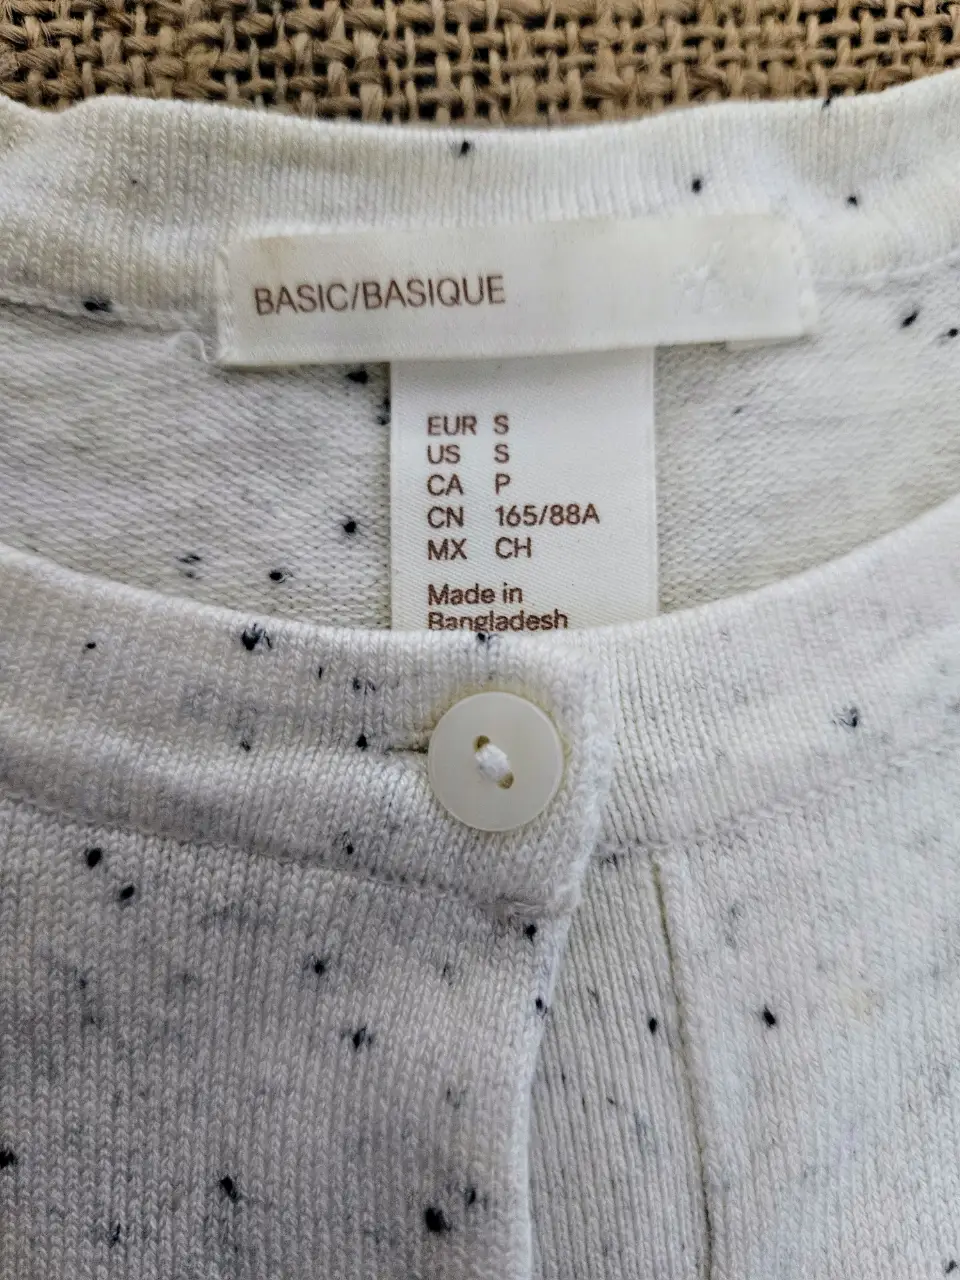 BASIC/BASIQUE
EUR S
US S
CA P
CN 165/88A
MX CH
Made in
Bangladesh